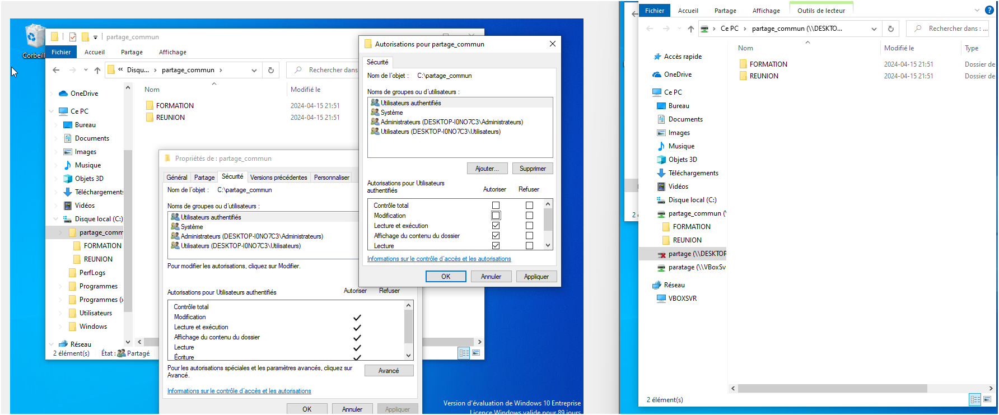 Corbeill
partage_commun
Fichier
Accueil
Partage
Affichage
« Disqu... › partage_commun ›
Rechercher dans
OneDrive
Ce PC
Bureau
Documents
Images
Musique
Objets 3D
Téléchargements
Vidéos
Disque local (C:)
partage_comm
FORMATION
REUNION
PerfLogs
Programmes
Programmes (x
Utilisateurs
Windows
Réseau
Nom
Modifié le
FORMATION
2024-04-15 21:51
REUNION
2024-04-15 21:51
2 élément(s)
État :
Partagé
Propriétés de : partage_commun
Général
Partage
Sécurité
Versions précédentes
Personnaliser
Nom de l'objet :
C:\partage_commun
Noms de groupes ou d'utilisateurs :
Utilisateurs authentifiés
Système
Administrateurs (DESKTOP-I0NO7C3\Administrateurs)
Utilisateurs (DESKTOP-I0NO7C3\Utilisateurs)
Pour modifier les autorisations, cliquez sur Modifier.
Autorisations pour Utilisateurs authentifiés
Autoriser
Refuser
Contrôle total
Modification
Lecture et exécution
Affichage du contenu du dossier
Lecture
Écriture
Pour les autorisations spéciales et les paramètres avancés, cliquez sur
Avancé.
Avancé
Informations sur le contrôle d'accès et les autorisations
OK
Annuler
Appliquer
Autorisations pour partage_commun
Sécurité
Nom de l'objet :
C:\partage_commun
Noms de groupes ou d'utilisateurs :
Utilisateurs authentifiés
Système
Administrateurs (DESKTOP-I0NO7C3\Administrateurs)
Utilisateurs (DESKTOP-I0NO7C3\Utilisateurs)
Ajouter...
Supprimer
Autorisations pour Utilisateurs
authentifiés
Autoriser
Refuser
Contrôle total
Modification
Lecture et exécution
Affichage du contenu du dossier
Lecture
Informations sur le contrôle d'accès et les autorisations
OK
Annuler
Appliquer
Version d'évaluation de Windows 10 Entreprise
Licence Windows valide pour 89 jours
2
Fichier
Accueil
Partage
Affichage
Outils de lecteur
› Ce PC › partage_commun (\\DESKTO...
Rechercher dans : ...
Accès rapide
OneDrive
Ce PC
Bureau
Documents
Images
Musique
Objets 3D
Téléchargements
Vidéos
Disque local (C:)
partage_commun (\
FORMATION
REUNION
partage (\\DESKTOP
paratage (\\VBoxSv
Réseau
VBOXSVR
Nom
Modifié le
Type
FORMATION
2024-04-15 21:51
Dossier de
REUNION
2024-04-15 21:51
Dossier de
2 élément(s)